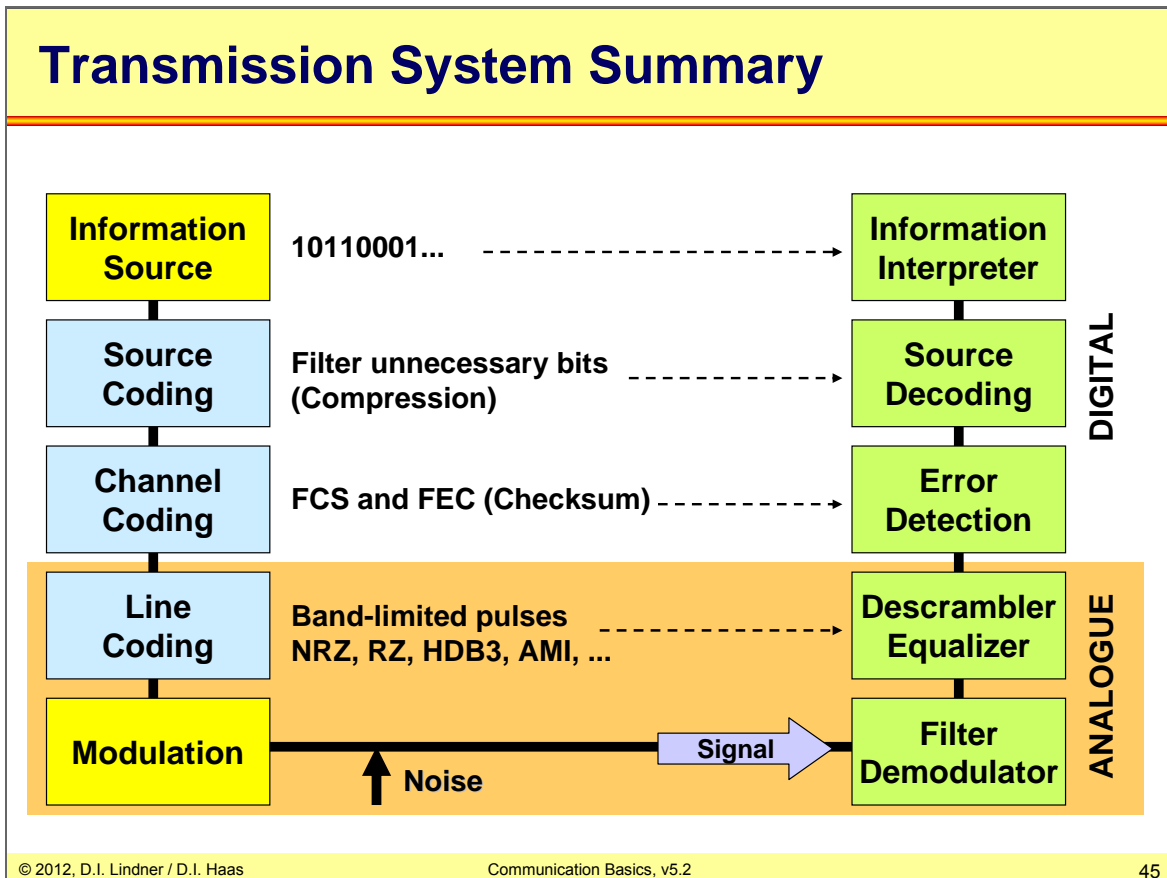 Transmission System Summary
Information
Source
10110001...
Information
Interpreter
Source
Coding
Filter unnecessary bits
(Compression)
Source
Decoding
DIGITAL
Channel
Coding
FCS and FEC (Checksum)
Error
Detection
Line
Coding
Band-limited pulses
NRZ, RZ, HDB3, AMI, ...
Descrambler
Equalizer
ANALOGUE
Modulation
Noise
Signal
Filter
Demodulator
© 2012, D.I. Lindner / D.I. Haas
Communication Basics, v5.2
45